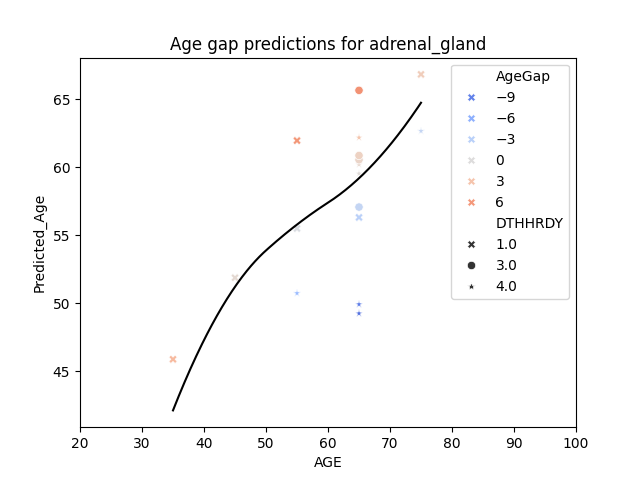 Age gap predictions for adrenal_gland
Predicted_Age
65
60
55
50
45
20 30 40 50 60 70 80 90 100
AGE
AgeGap
−9
−6
−3
0
3
6
DTHHRDY
1.0
3.0
4.0